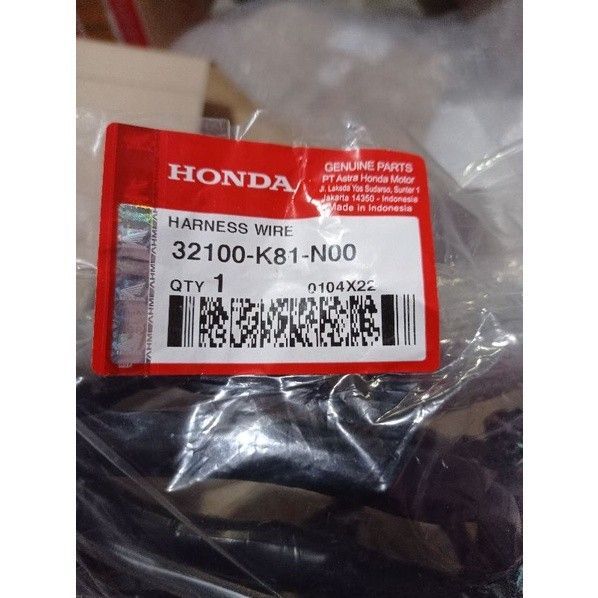 HONDA
GENUINE PARTS
PT Astra Honda Motor
Jl. Laksda Yos Sudarso, Sunter 1
Jakarta 14350 - Indonesia
Made in Indonesia
HARNESS WIRE
32100-K81-N00
QTY 1
0104X22